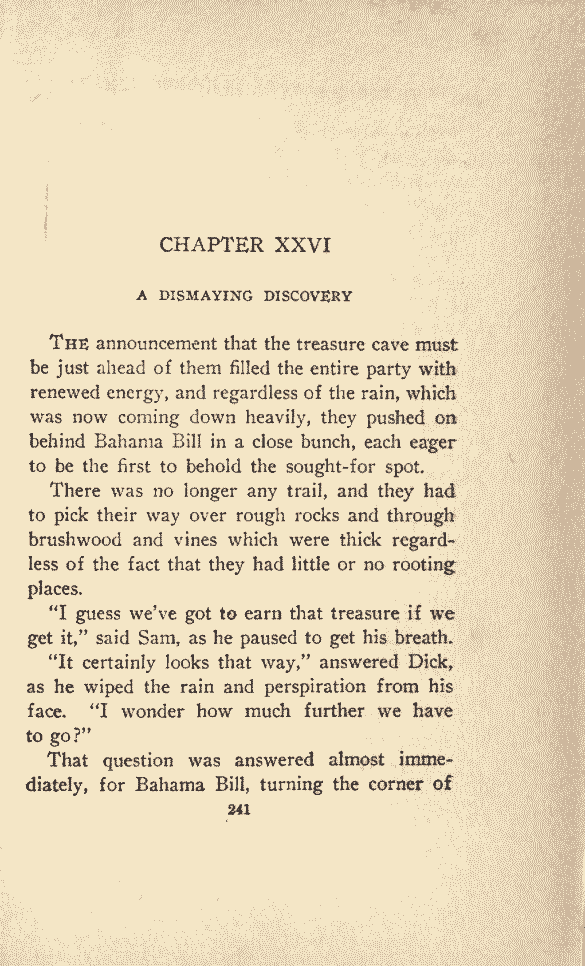 CHAPTER XXVI
A DISMAYING DISCOVERY
THE announcement that the treasure cave must
be just ahead of them filled the entire party with
renewed energy, and regardless of the rain, which
was now coming down heavily, they pushed on
behind Bahama Bill in a close bunch, each eager
to be the first to behold the sought-for spot.
There was no longer any trail, and they had
to pick their way over rough rocks and through
brushwood and vines which were thick regard-
less of the fact that they had little or no rooting
places.
"I guess we've got to earn that treasure if we
get it," said Sam, as he paused to get his breath.
"It certainly looks that way," answered Dick,
as he wiped the rain and perspiration from his
face. "I wonder how much further we have
to go?"
That question was answered almost imme-
diately, for Bahama Bill, turning the corner of
241